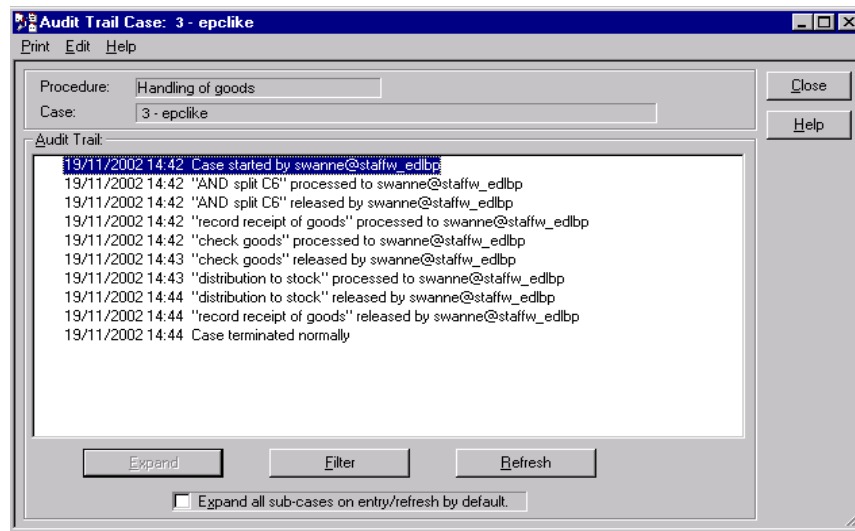 Audit Trail Case: 3 - epclike
Print Edit Help
Procedure: Handling of goods
Close
Case: 3 - epclike
Help
Audit Trail:
19/11/2002 14:42 Case started by swanne@staffw_edlbp
19/11/2002 14:42 "AND split C6" processed to swanne@staffw_edlbp
19/11/2002 14:42 "AND split C6" released by swanne@staffw_edlbp
19/11/2002 14:42 "record receipt of goods" processed to swanne@staffw_edlbp
19/11/2002 14:42 "check goods" processed to swanne@staffw_edlbp
19/11/2002 14:43 "check goods" released by swanne@staffw_edlbp
19/11/2002 14:43 "distribution to stock" processed to swanne@staffw_edlbp
19/11/2002 14:44 "distribution to stock" released by swanne@staffw_edlbp
19/11/2002 14:44 "record receipt of goods" released by swanne@staffw_edlbp
19/11/2002 14:44 Case terminated normally
Expand Filter Refresh
Expand all sub-cases on entry/refresh by default.